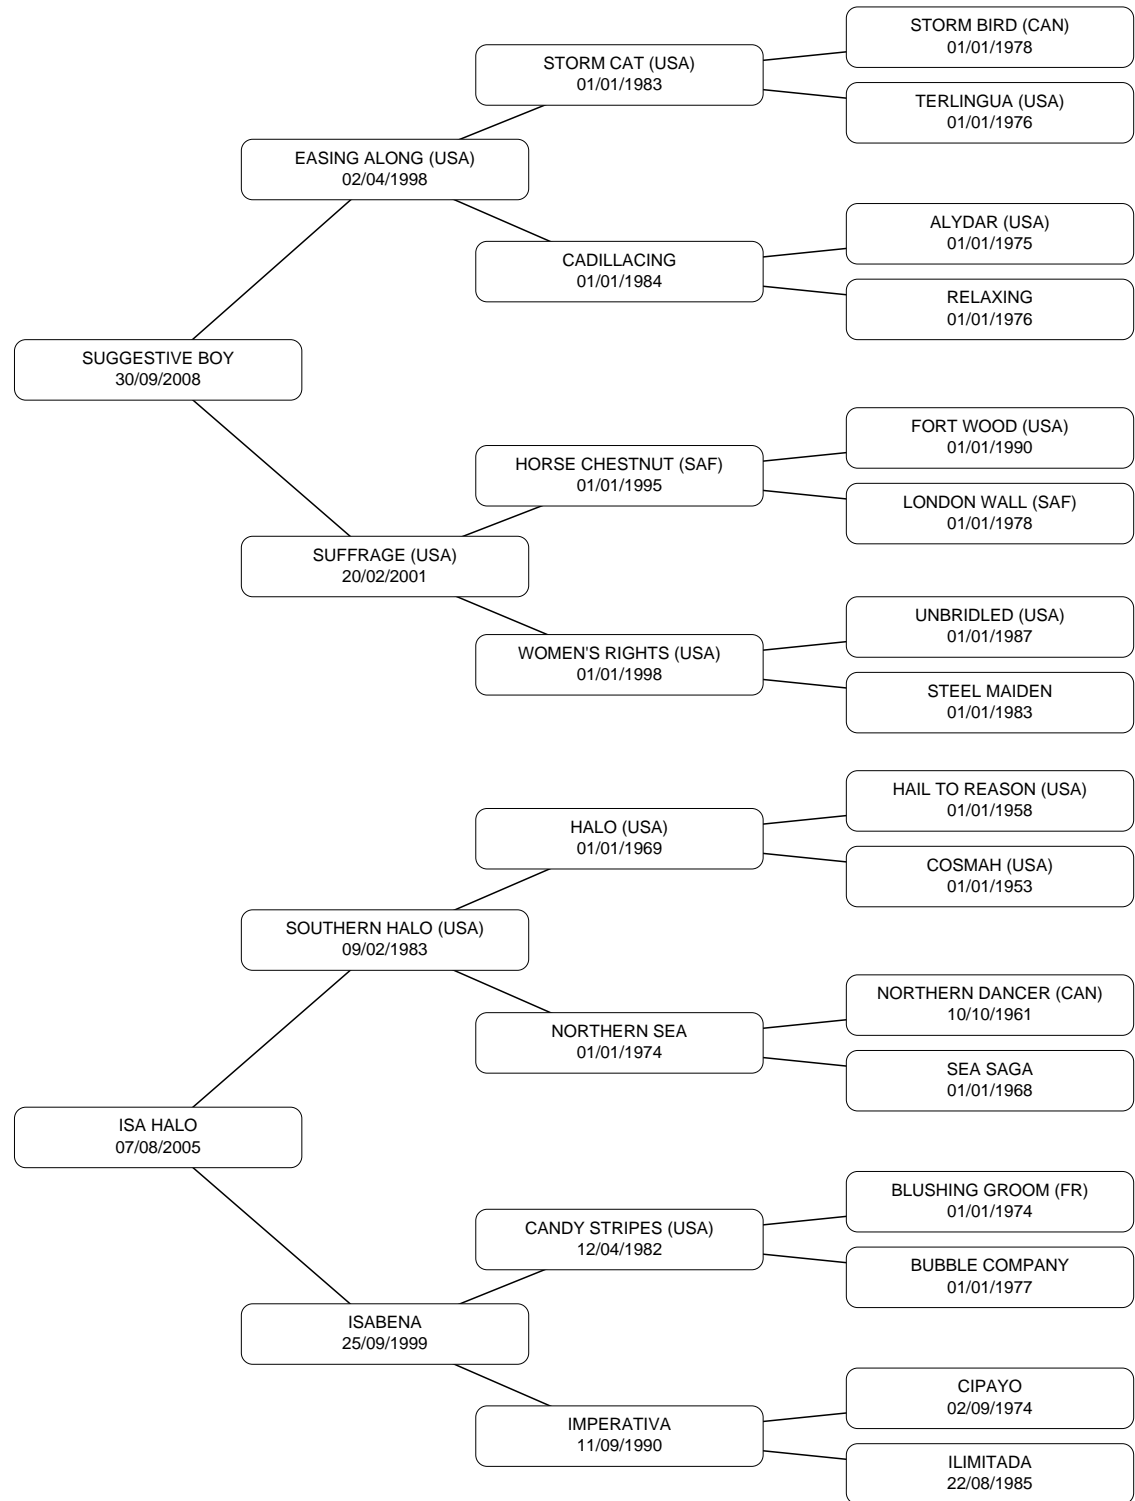 STORM BIRD (CAN)
01/01/1978
STORM CAT (USA)
01/01/1983
TERLINGUA (USA)
01/01/1976
EASING ALONG (USA)
02/04/1998
ALYDAR (USA)
01/01/1975
CADILLACING
01/01/1984
RELAXING
01/01/1976
SUGGESTIVE BOY
30/09/2008
FORT WOOD (USA)
01/01/1990
HORSE CHESTNUT (SAF)
01/01/1995
LONDON WALL (SAF)
01/01/1978
SUFFRAGE (USA)
20/02/2001
UNBRIDLED (USA)
01/01/1987
WOMEN'S RIGHTS (USA)
01/01/1998
STEEL MAIDEN
01/01/1983
HAIL TO REASON (USA)
01/01/1958
HALO (USA)
01/01/1969
COSMAH (USA)
01/01/1953
SOUTHERN HALO (USA)
09/02/1983
NORTHERN DANCER (CAN)
10/10/1961
NORTHERN SEA
01/01/1974
SEA SAGA
01/01/1968
ISA HALO
07/08/2005
BLUSHING GROOM (FR)
01/01/1974
CANDY STRIPES (USA)
12/04/1982
BUBBLE COMPANY
01/01/1977
ISABENA
25/09/1999
CIPAYO
02/09/1974
IMPERATIVA
11/09/1990
ILIMITADA
22/08/1985